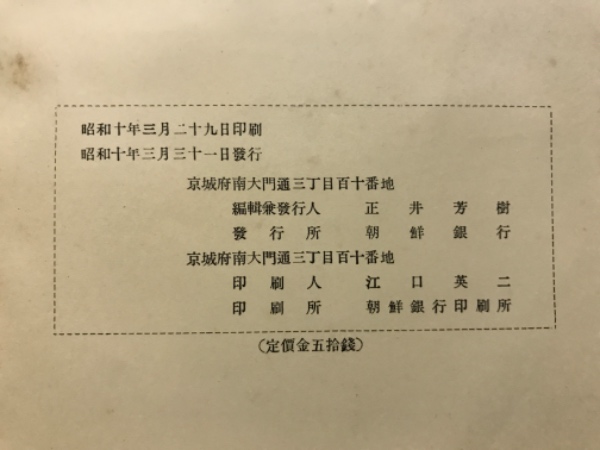 昭和十年三月二十九日印刷
昭和十年三月三十一日發行
京城府南大門通三丁目百十番地
編輯兼發行人 正井芳樹
發行所 朝鮮銀行
京城府南大門通三丁目百十番地
印刷人 江口英二
印刷所 朝鮮銀行印刷所
(定價金五拾錢)